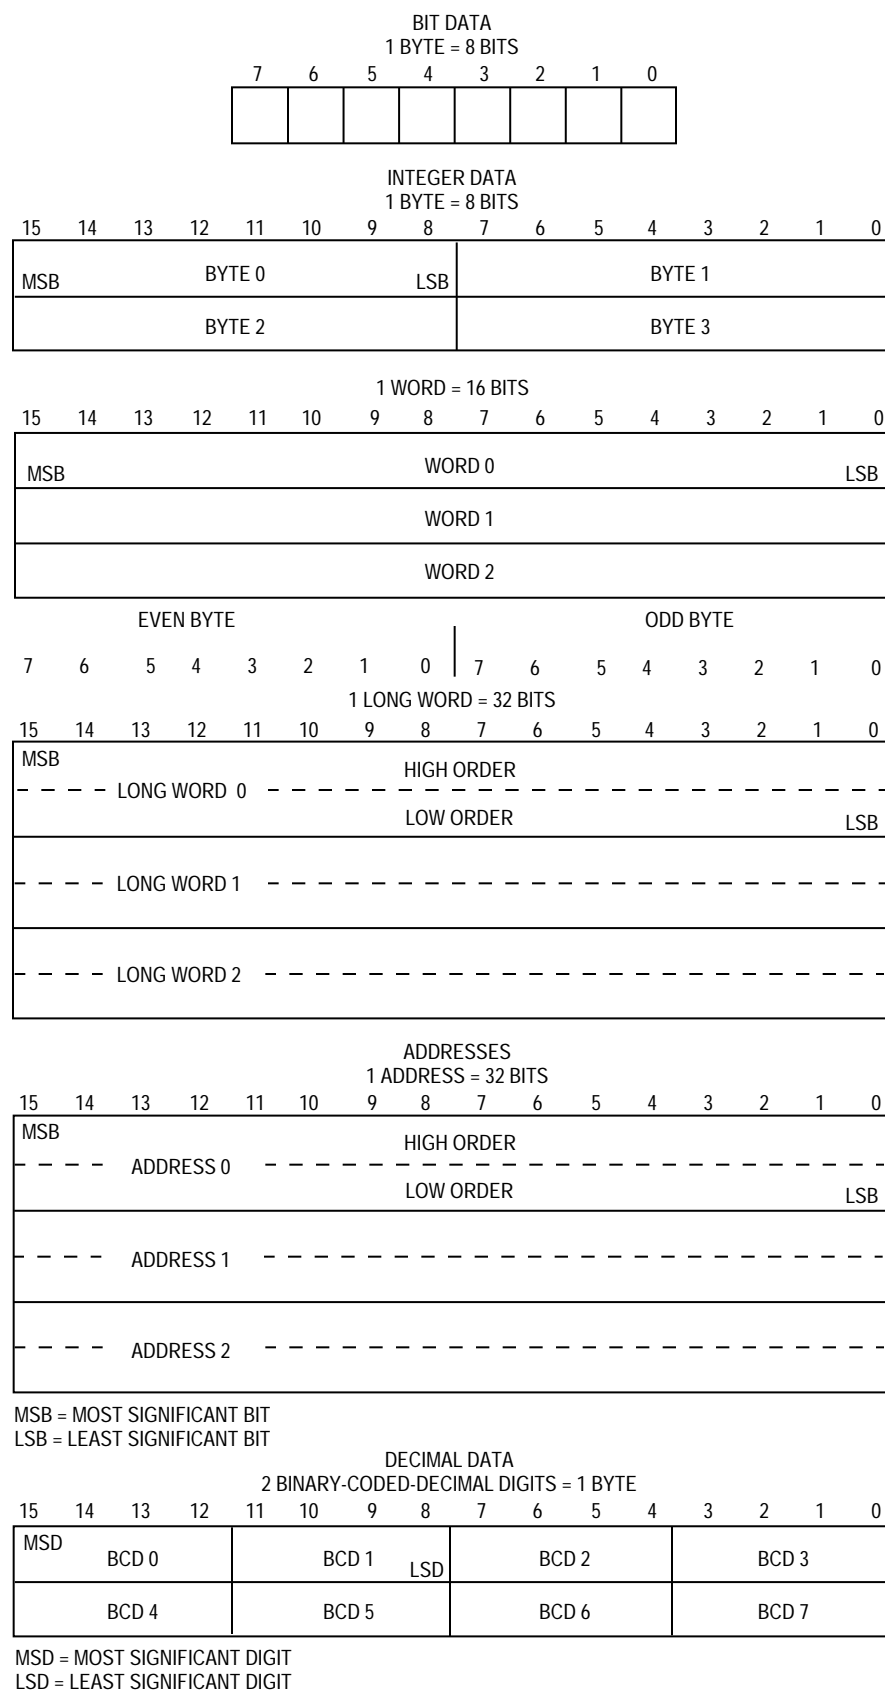 BIT DATA
1 BYTE = 8 BITS
7 6 5 4 3 2 1 0
INTEGER DATA
1 BYTE = 8 BITS
15 14 13 12 11 10 9 8 7 6 5 4 3 2 1 0
MSB BYTE 0 LSB BYTE 1
BYTE 2 BYTE 3
1 WORD = 16 BITS
15 14 13 12 11 10 9 8 7 6 5 4 3 2 1 0
MSB WORD 0 LSB
WORD 1
WORD 2
EVEN BYTE ODD BYTE
7 6 5 4 3 2 1 0 7 6 5 4 3 2 1 0
1 LONG WORD = 32 BITS
15 14 13 12 11 10 9 8 7 6 5 4 3 2 1 0
MSB HIGH ORDER
LONG WORD 0
LOW ORDER LSB
LONG WORD 1
LONG WORD 2
ADDRESSES
1 ADDRESS = 32 BITS
15 14 13 12 11 10 9 8 7 6 5 4 3 2 1 0
MSB HIGH ORDER
ADDRESS 0
LOW ORDER LSB
ADDRESS 1
ADDRESS 2
MSB = MOST SIGNIFICANT BIT
LSB = LEAST SIGNIFICANT BIT
DECIMAL DATA
2 BINARY-CODED-DECIMAL DIGITS = 1 BYTE
15 14 13 12 11 10 9 8 7 6 5 4 3 2 1 0
MSD BCD 0 BCD 1 LSD BCD 2 BCD 3
BCD 4 BCD 5 BCD 6 BCD 7
MSD = MOST SIGNIFICANT DIGIT
LSD = LEAST SIGNIFICANT DIGIT